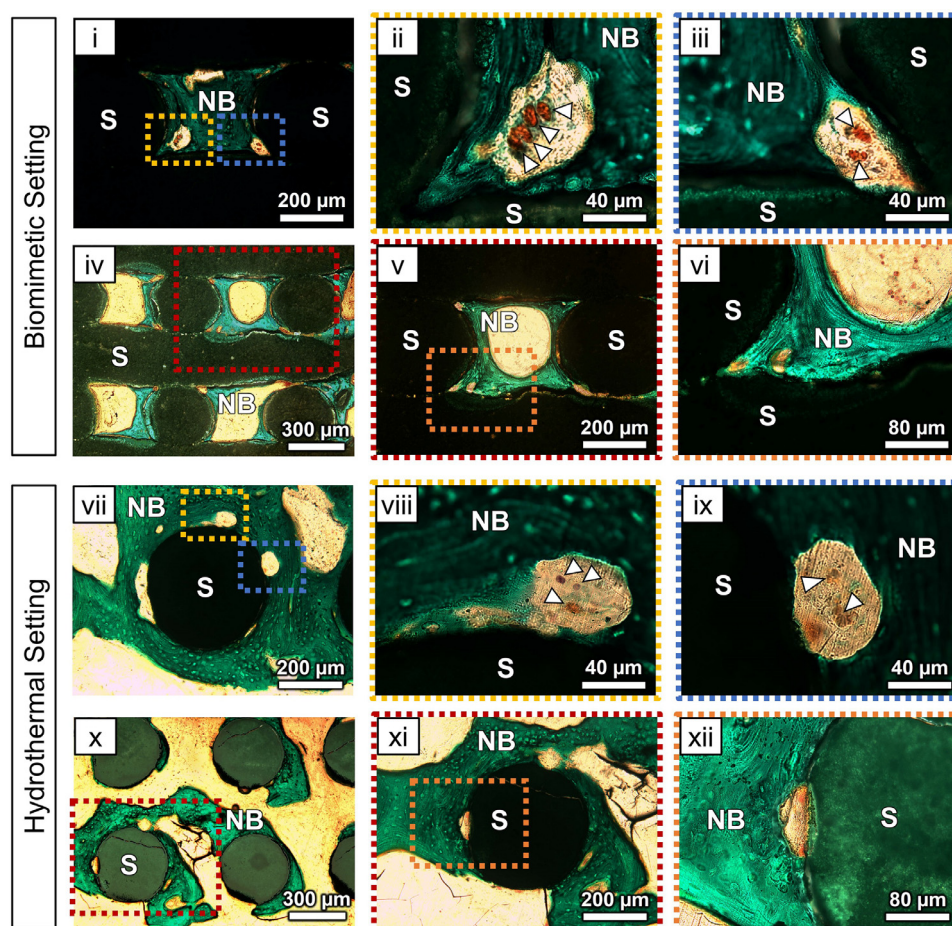 Biomimetic Setting
i
S
NB
S
200 µm
ii
NB
S
S
40 µm
iii
S
NB
S
40 µm
iv
S
NB
300 µm
v
NB
S
S
200 µm
vi
S
NB
S
80 µm
Hydrothermal Setting
vii
NB
S
200 µm
viii
NB
S
40 µm
ix
NB
S
40 µm
x
NB
S
300 µm
xi
NB
S
200 µm
xii
NB
S
80 µm